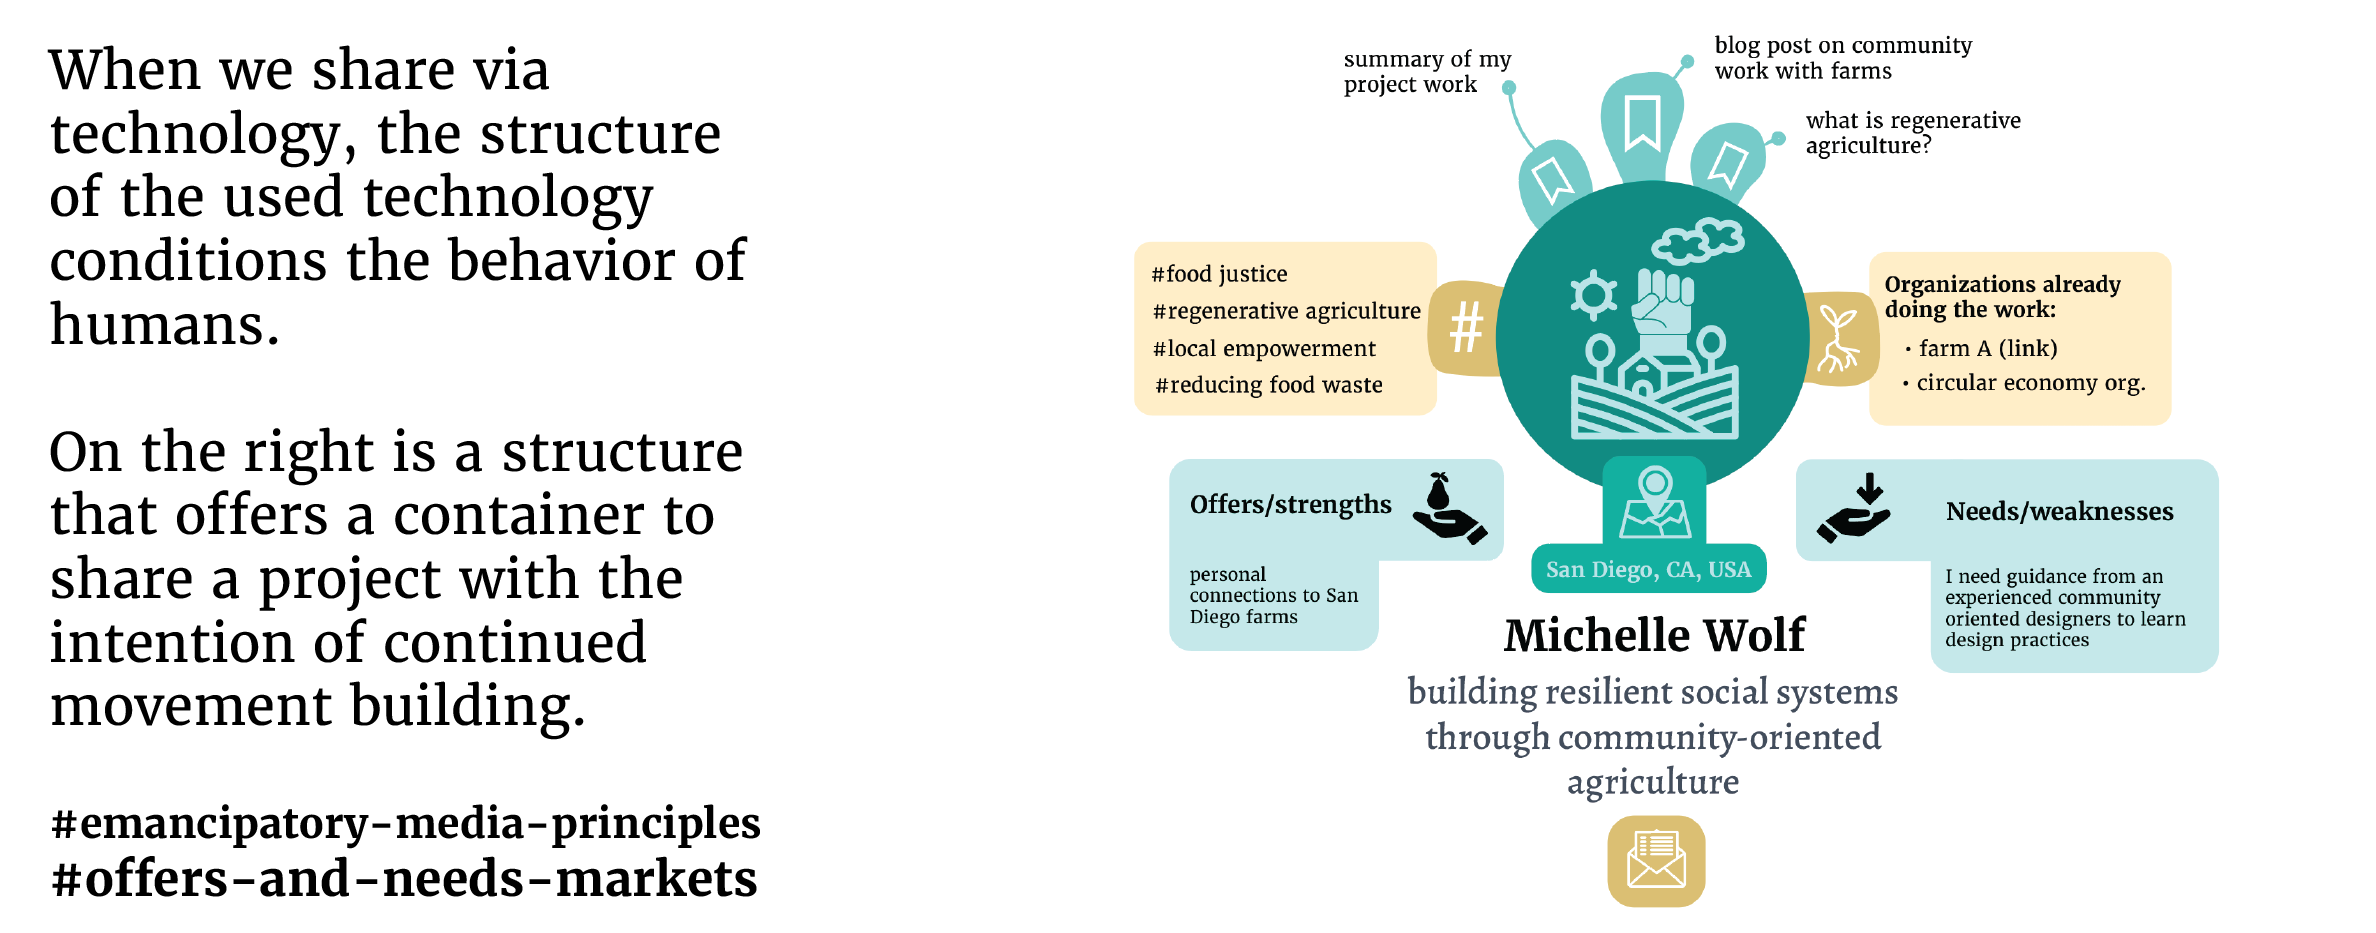 When we share via
technology, the structure
of the used technology
conditions the behavior of
humans.
On the right is a structure
that offers a container to
share a project with the
intention of continued
movement building.
#emancipatory-media-principles
#offers-and-needs-markets
summary of my
project work
blog post on community
work with farms
what is regenerative
agriculture?
#food justice
#regenerative agriculture
#local empowerment
#reducing food waste
#
Organizations already
doing the work:
• farm A (link)
• circular economy org.
Offers/strengths
personal
connections to San
Diego farms
Needs/weaknesses
I need guidance from an
experienced community
oriented designers to learn
design practices
San Diego, CA, USA
Michelle Wolf
building resilient social systems
through community-oriented
agriculture